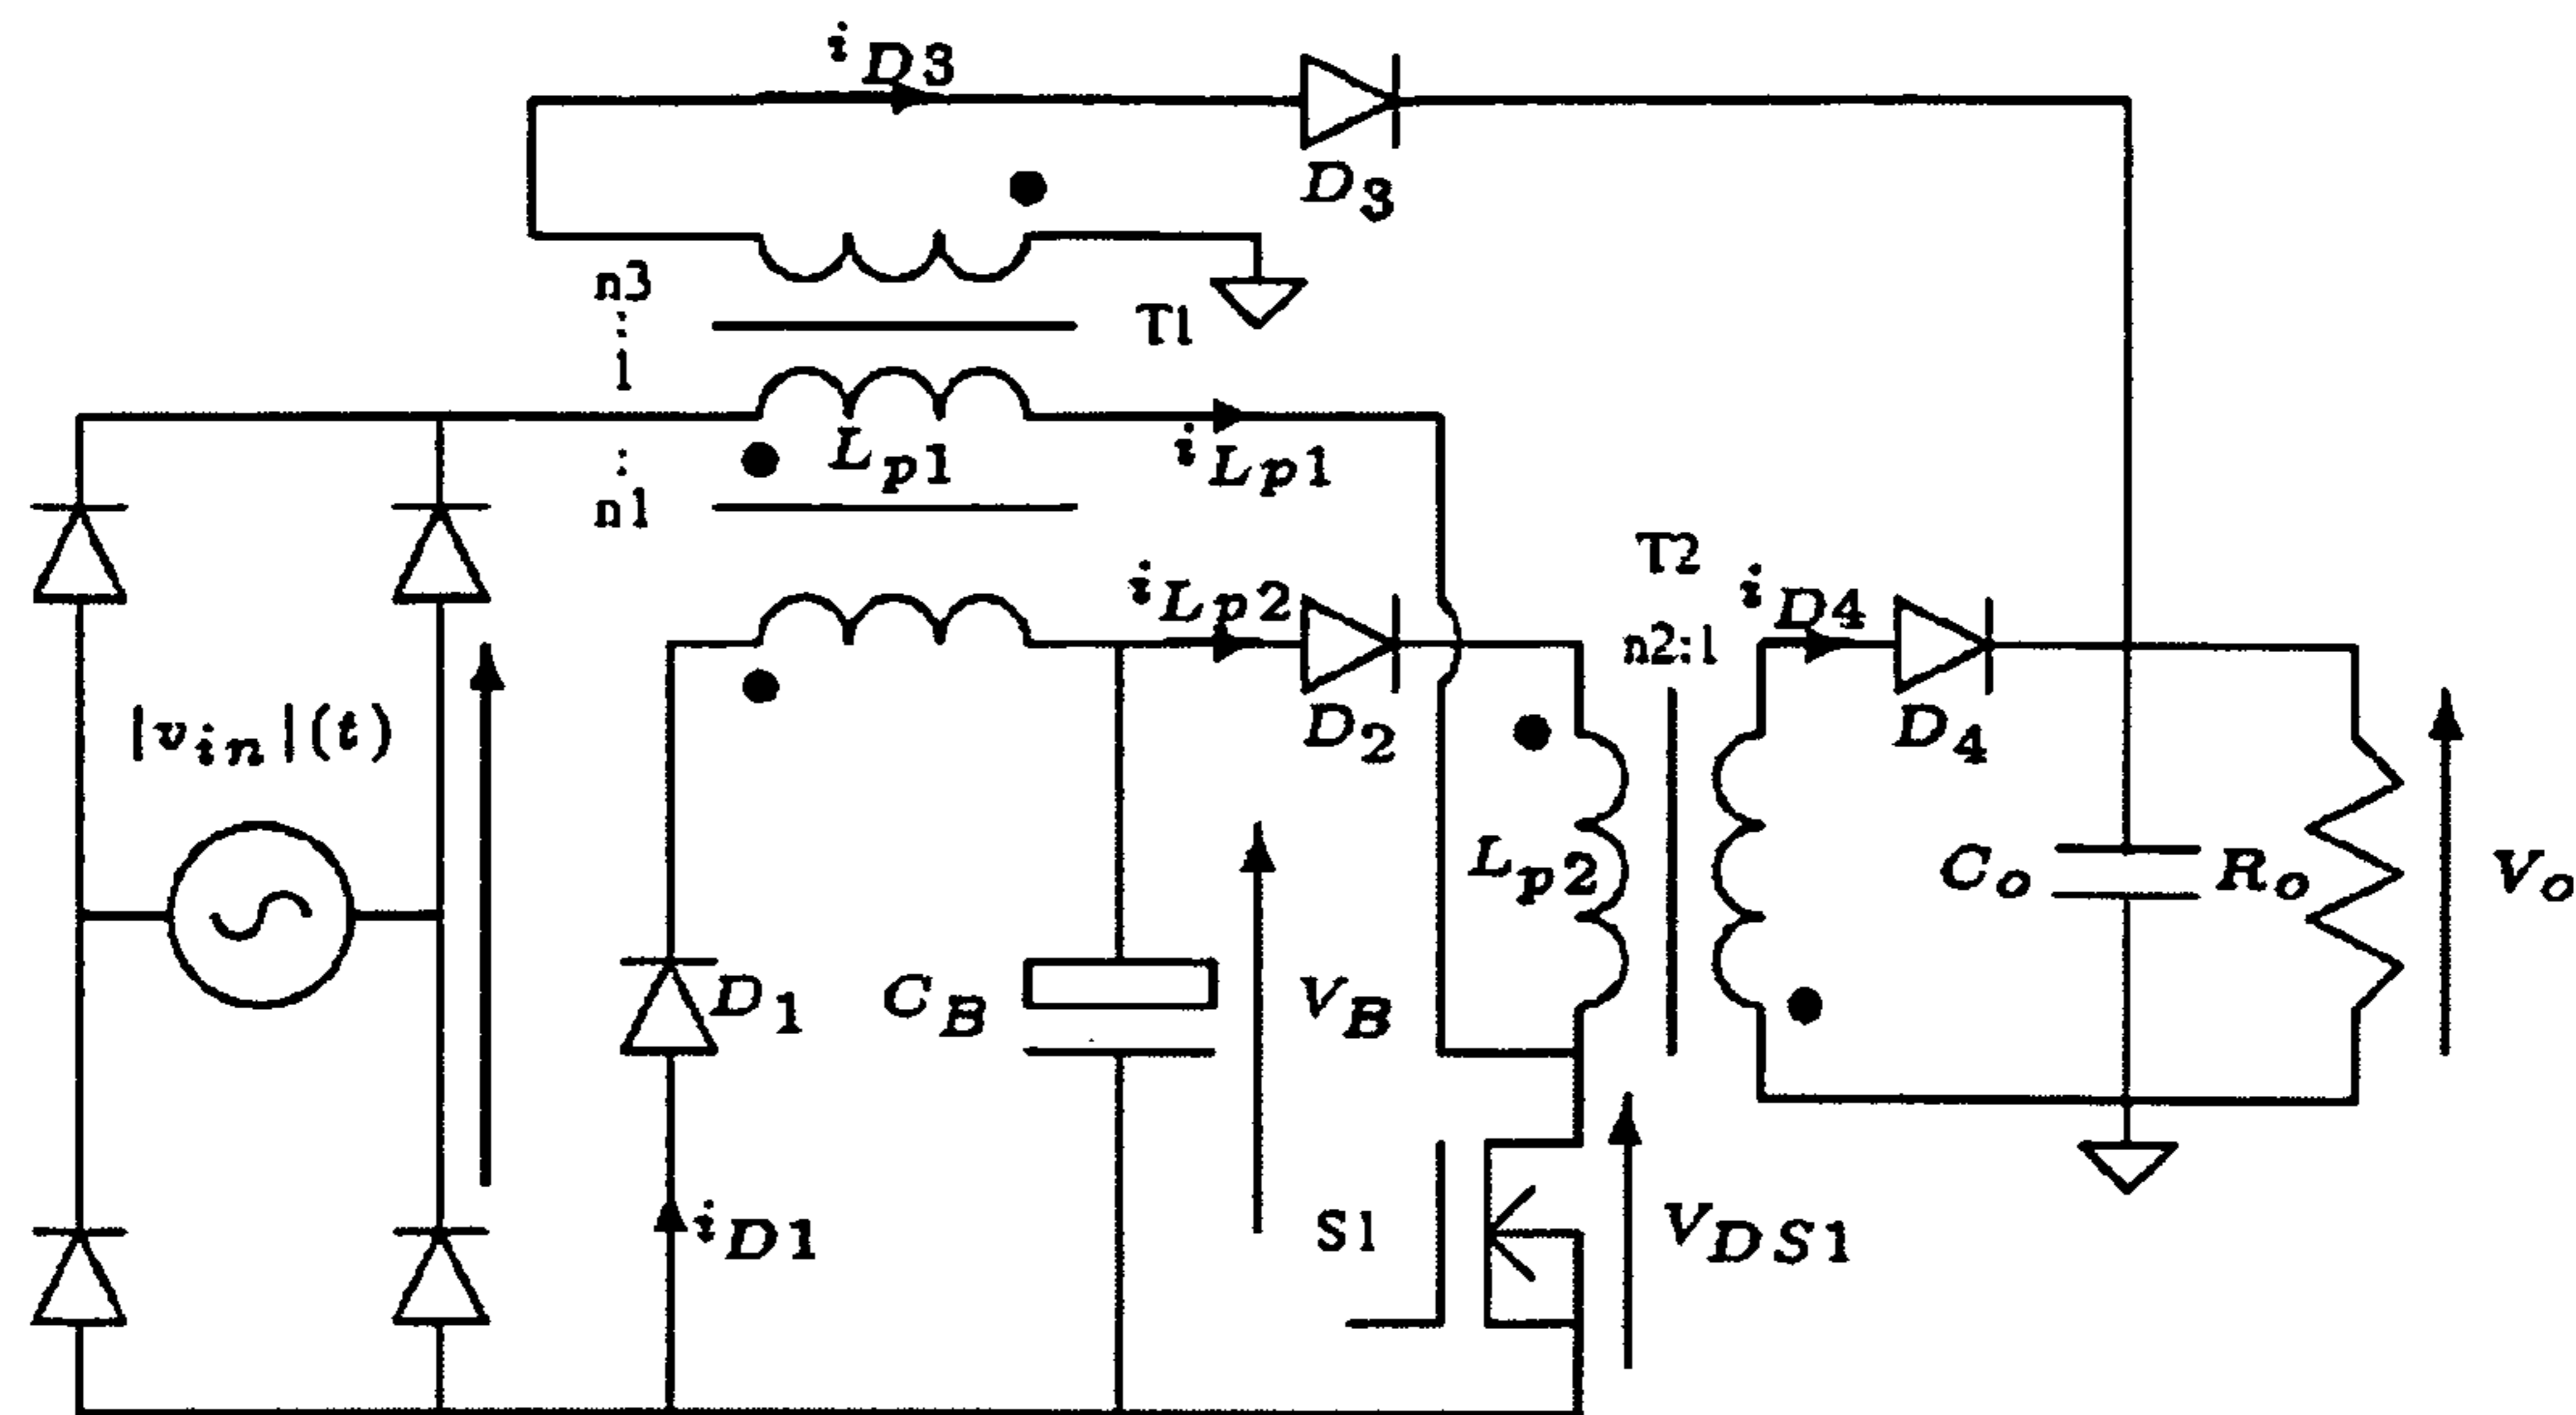 i D3
D3
n3
:
1
:
n1
T1
Lp1
iLp1
iLp2
D2
T2
n2:1
iD4
D4
|vin|(t)
D1
CB
VB
Lp2
Co
Ro
Vo
iD1
S1
VDS1